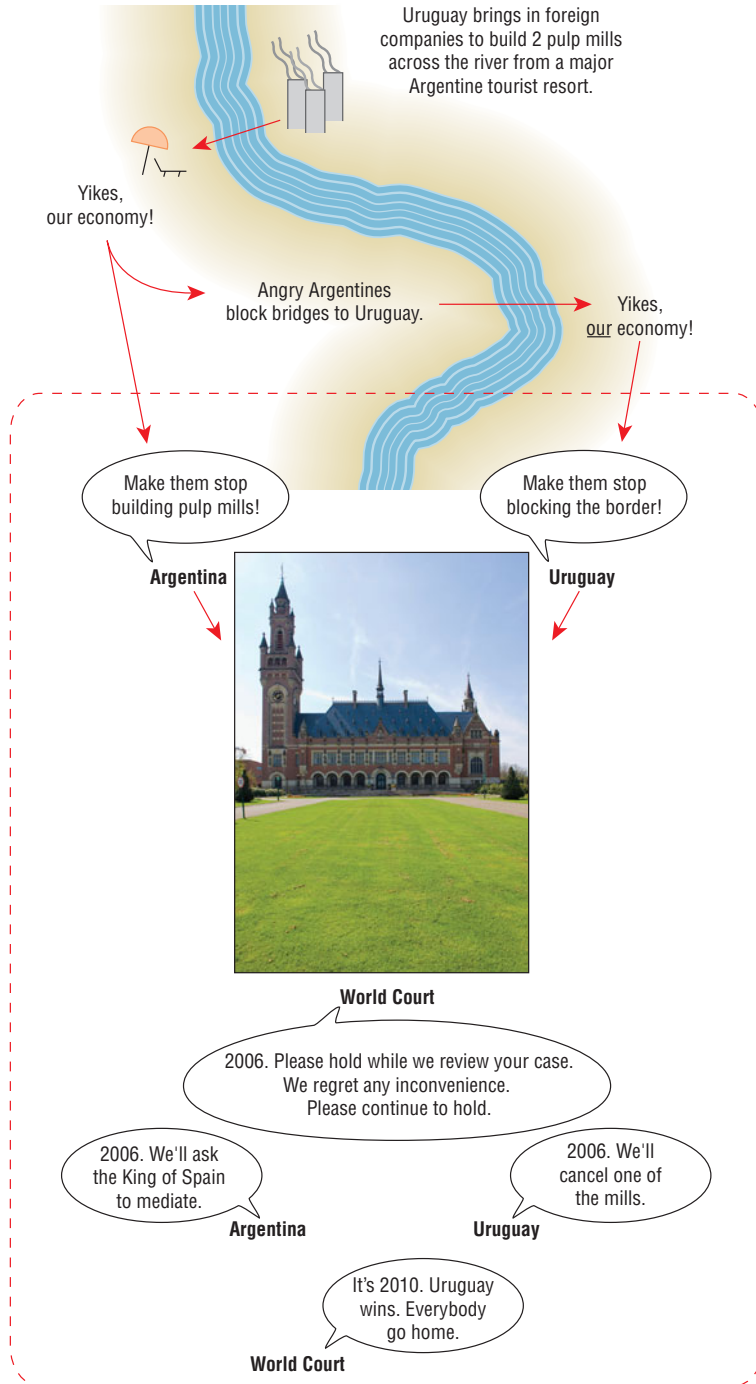 Uruguay brings in foreign
companies to build 2 pulp mills
across the river from a major
Argentine tourist resort.
Yikes,
our economy!
Angry Argentines
block bridges to Uruguay.
Yikes,
our economy!
Make them stop
building pulp mills!
Argentina
Make them stop
blocking the border!
Uruguay
World Court
2006. Please hold while we review your case.
We regret any inconvenience.
Please continue to hold.
2006. We'll ask
the King of Spain
to mediate.
Argentina
2006. We'll
cancel one of
the mills.
Uruguay
It's 2010. Uruguay
wins. Everybody
go home.
World Court